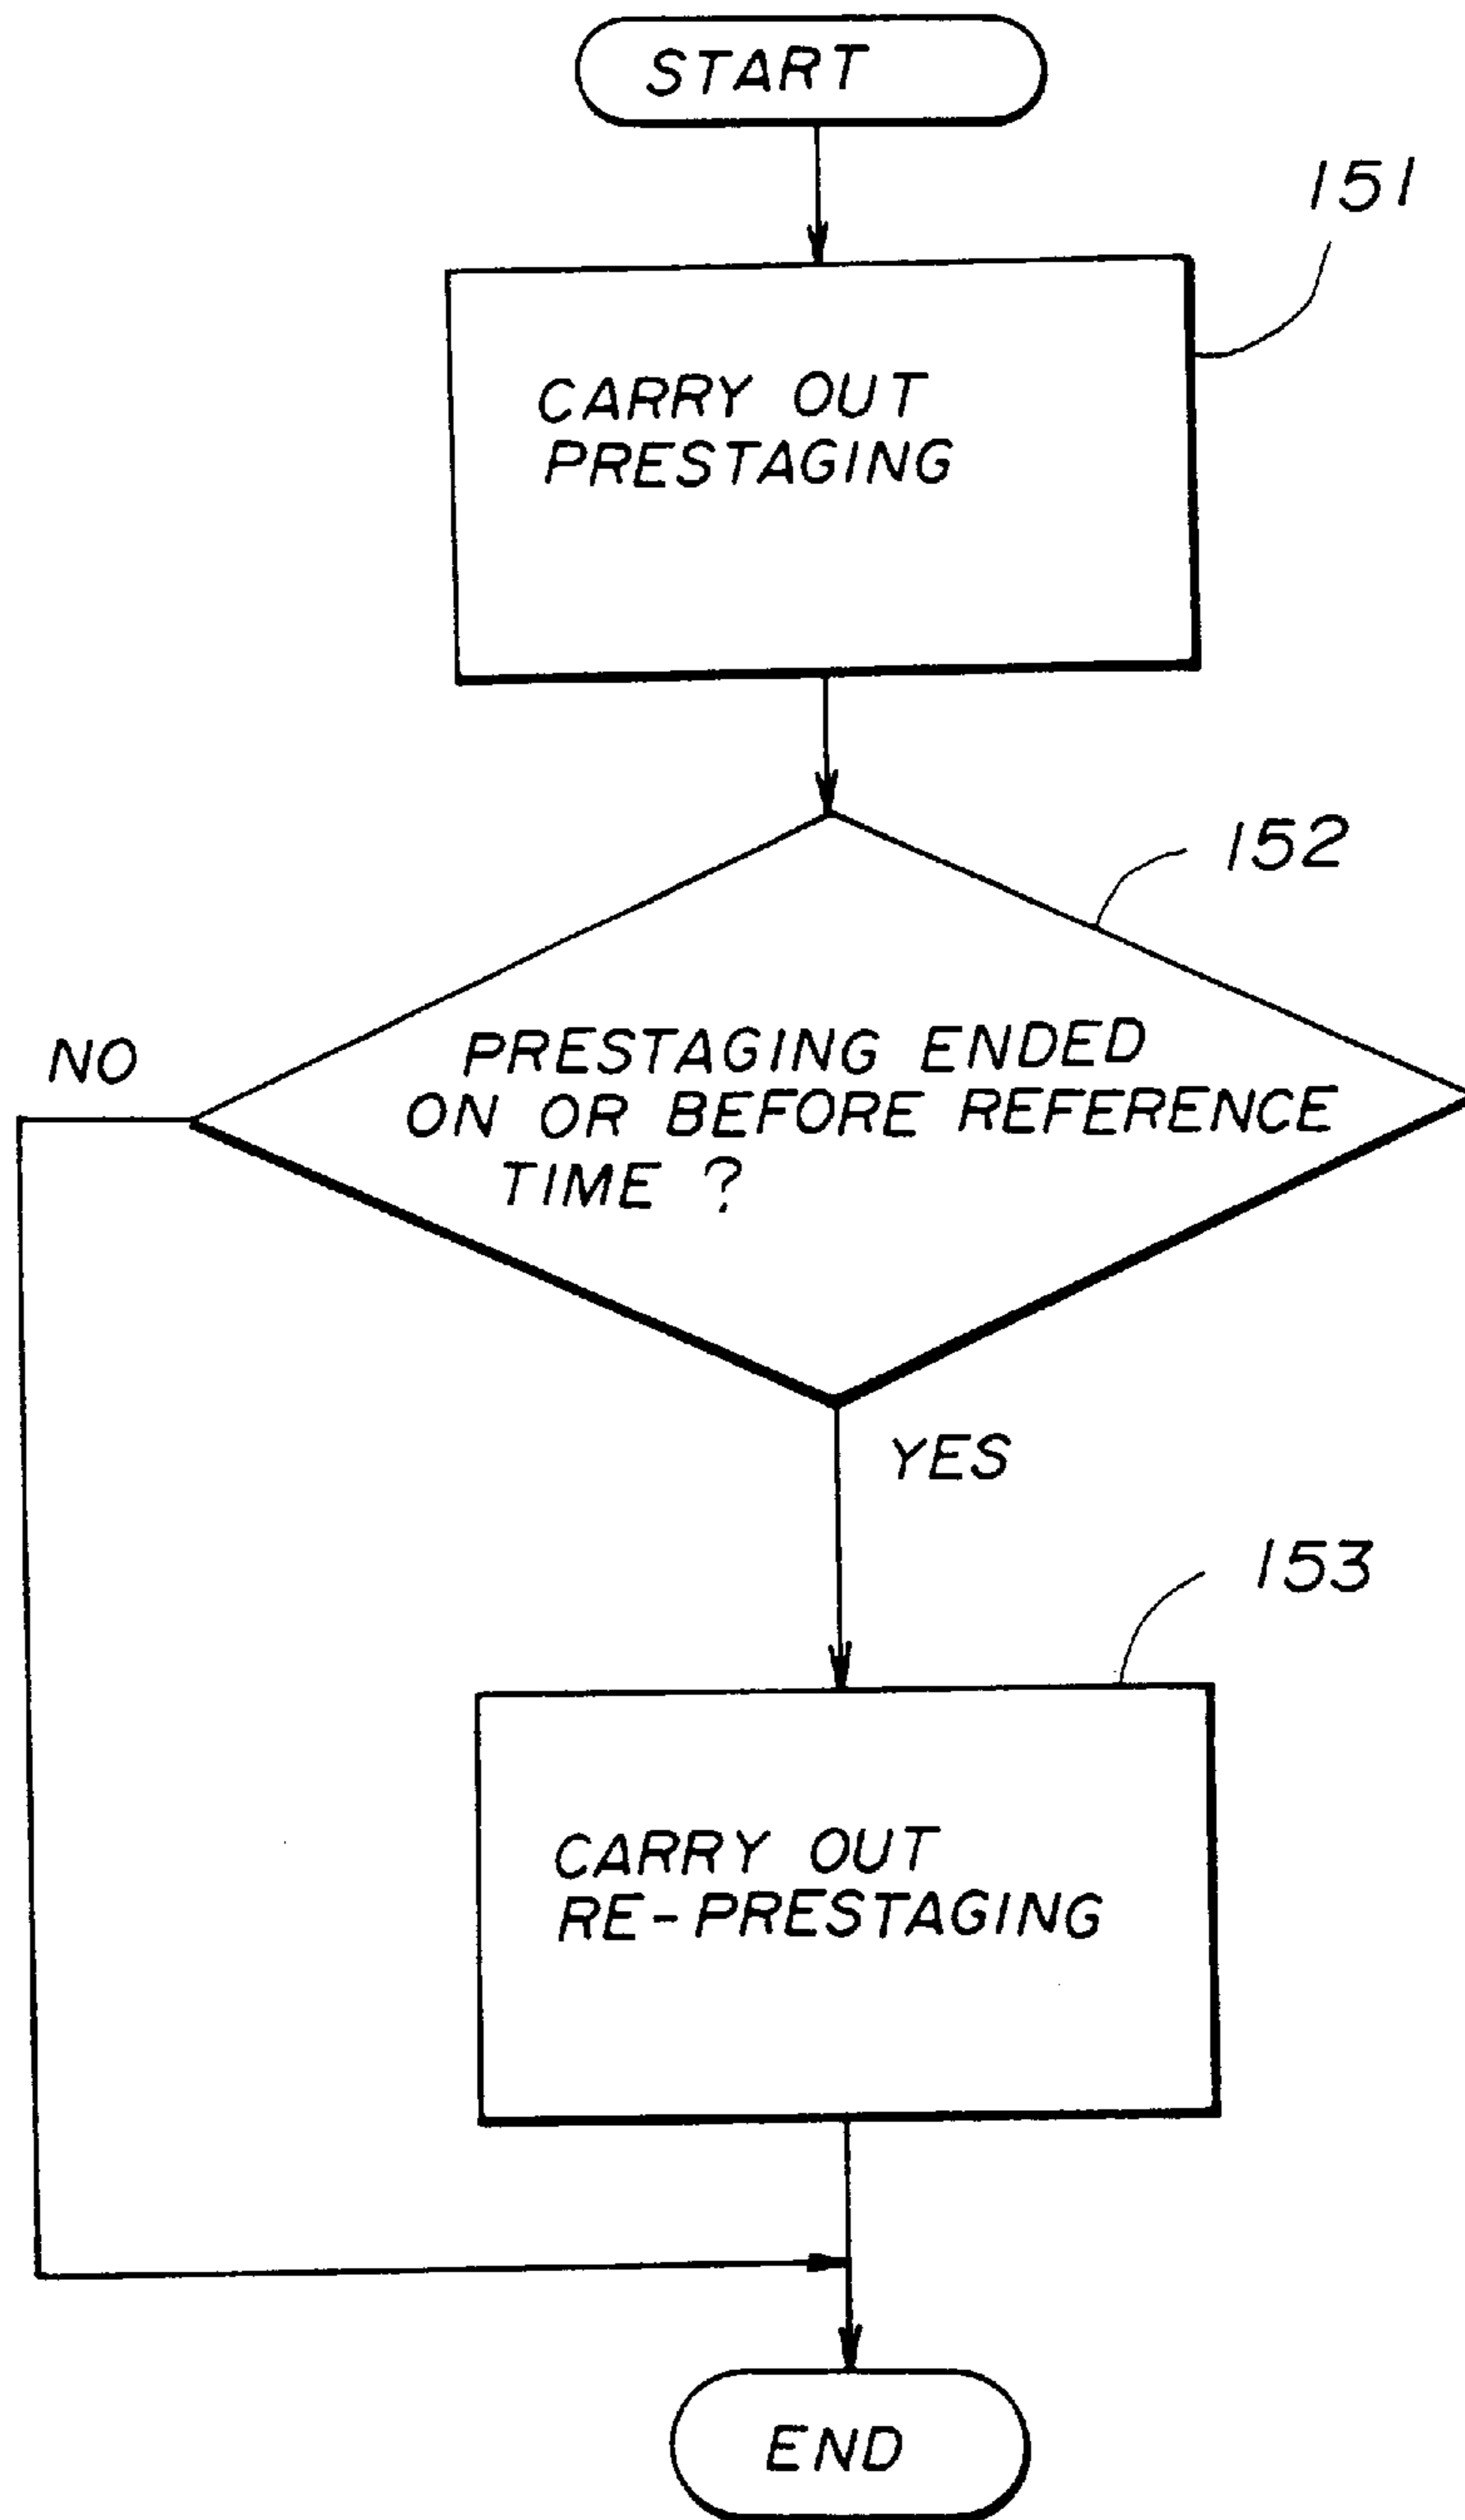 START
151
CARRY OUT
PRESTAGING
152
NO
PRESTAGING ENDED
ON OR BEFORE REFERENCE
TIME ?
YES
153
CARRY OUT
RE-PRESTAGING
END